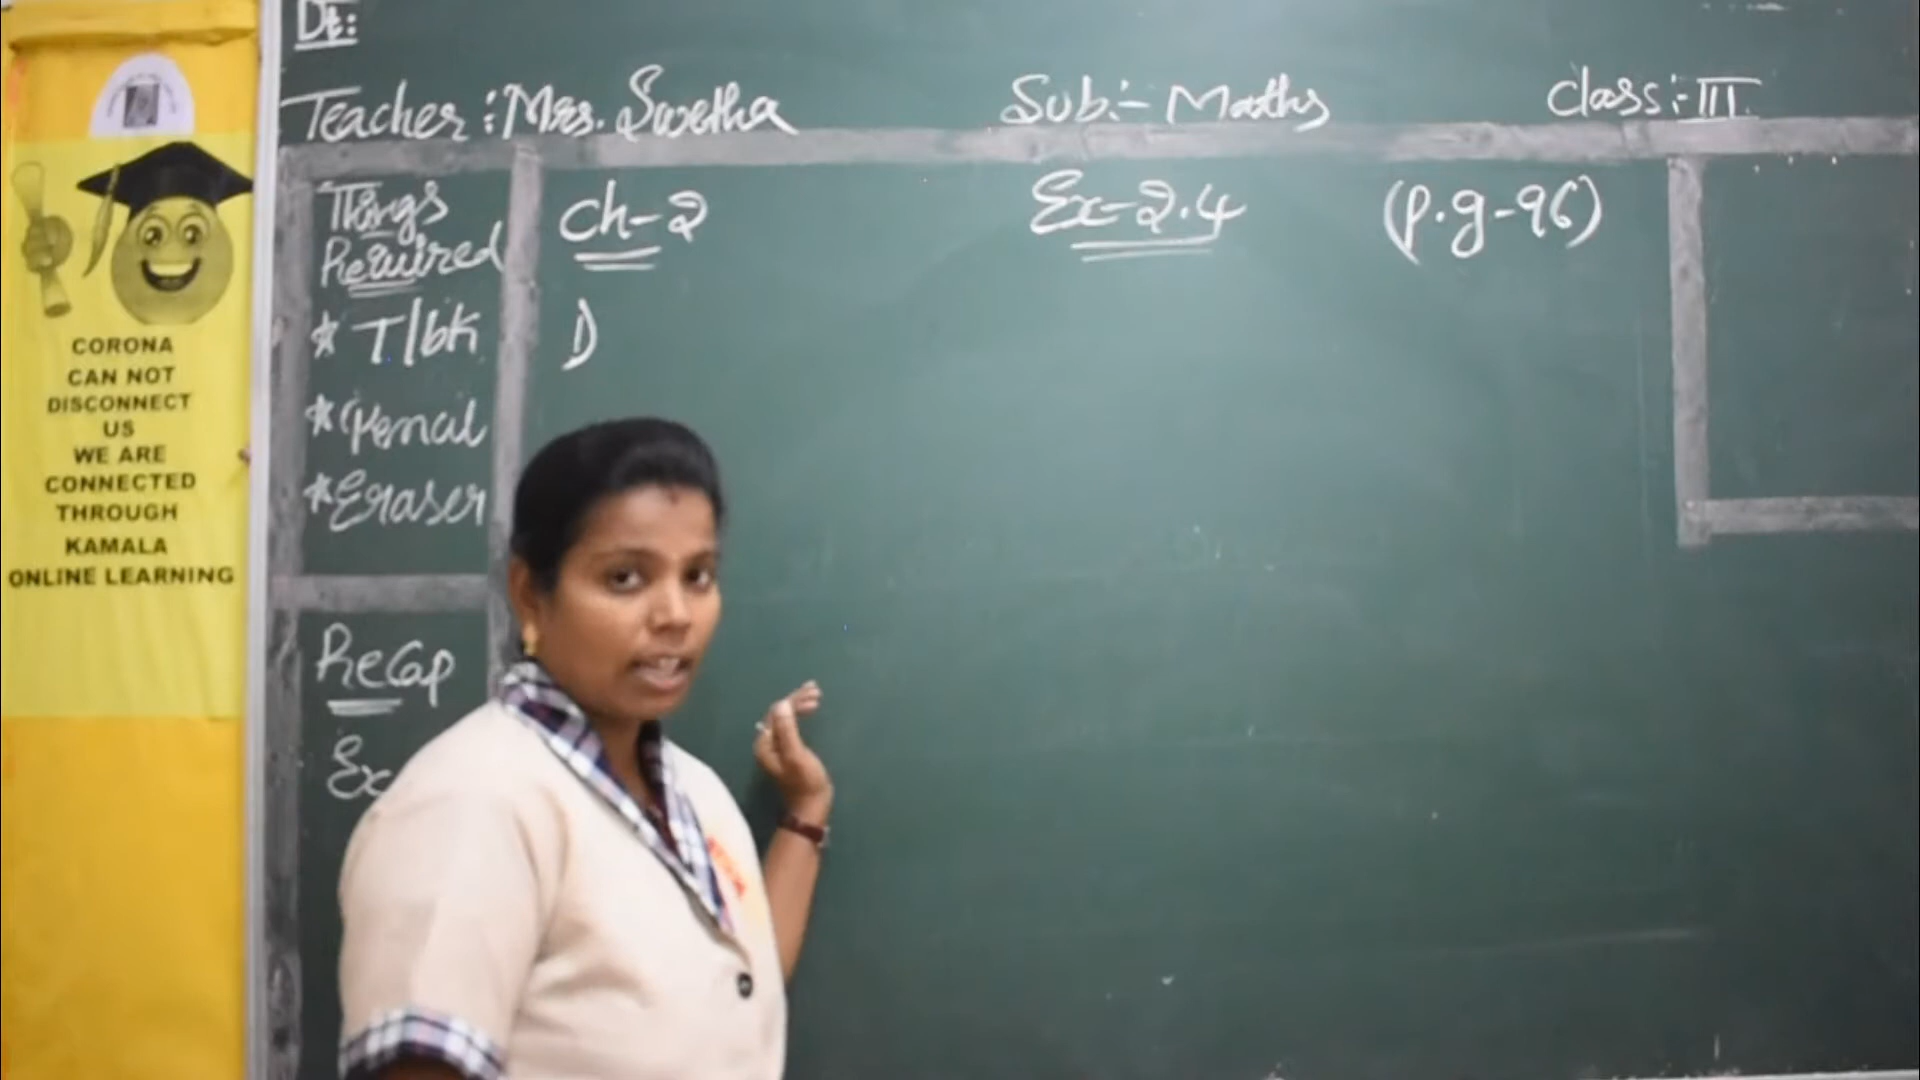 Dt:
Teacher :Mrs. Swetha
Sub:- Maths
class:- III
Things
Required
* T/bk
* Pencil
* Eraser
Recap
Ex
Ch-2
Ex-2.4
(p.g-96)
1)
CORONA
CAN NOT
DISCONNECT
US
WE ARE
CONNECTED
THROUGH
KAMALA
ONLINE LEARNING